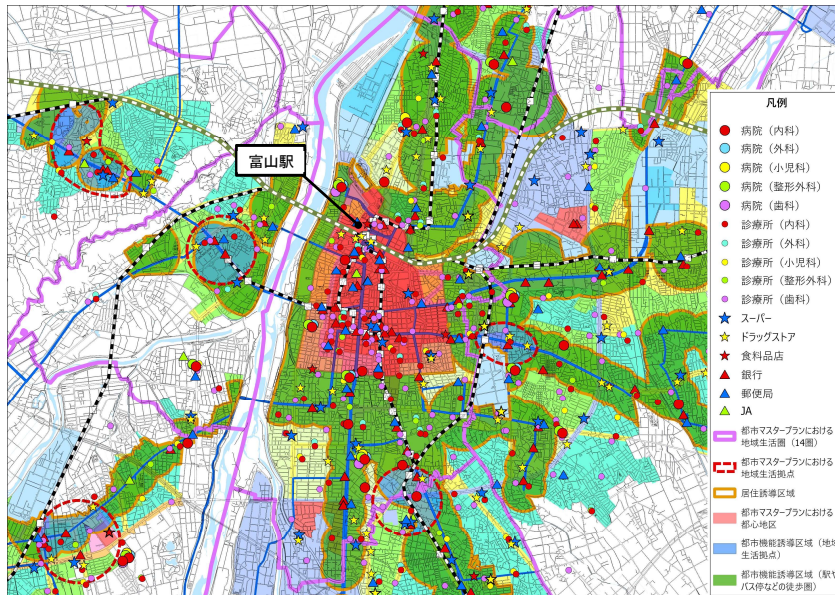 富山駅
凡例
病院（内科）
病院（外科）
病院（小児科）
病院（整形外科）
病院（歯科）
診療所（内科）
診療所（外科）
診療所（小児科）
診療所（整形外科）
診療所（歯科）
スーパー
ドラッグストア
食料品店
銀行
郵便局
JA
都市マスタープランにおける
地域生活圏（14圏）
都市マスタープランにおける
地域生活拠点
居住誘導区域
都市マスタープランにおける
都心地区
都市機能誘導区域（地域
生活拠点）
都市機能誘導区域（駅や
バス停などの徒歩圏）